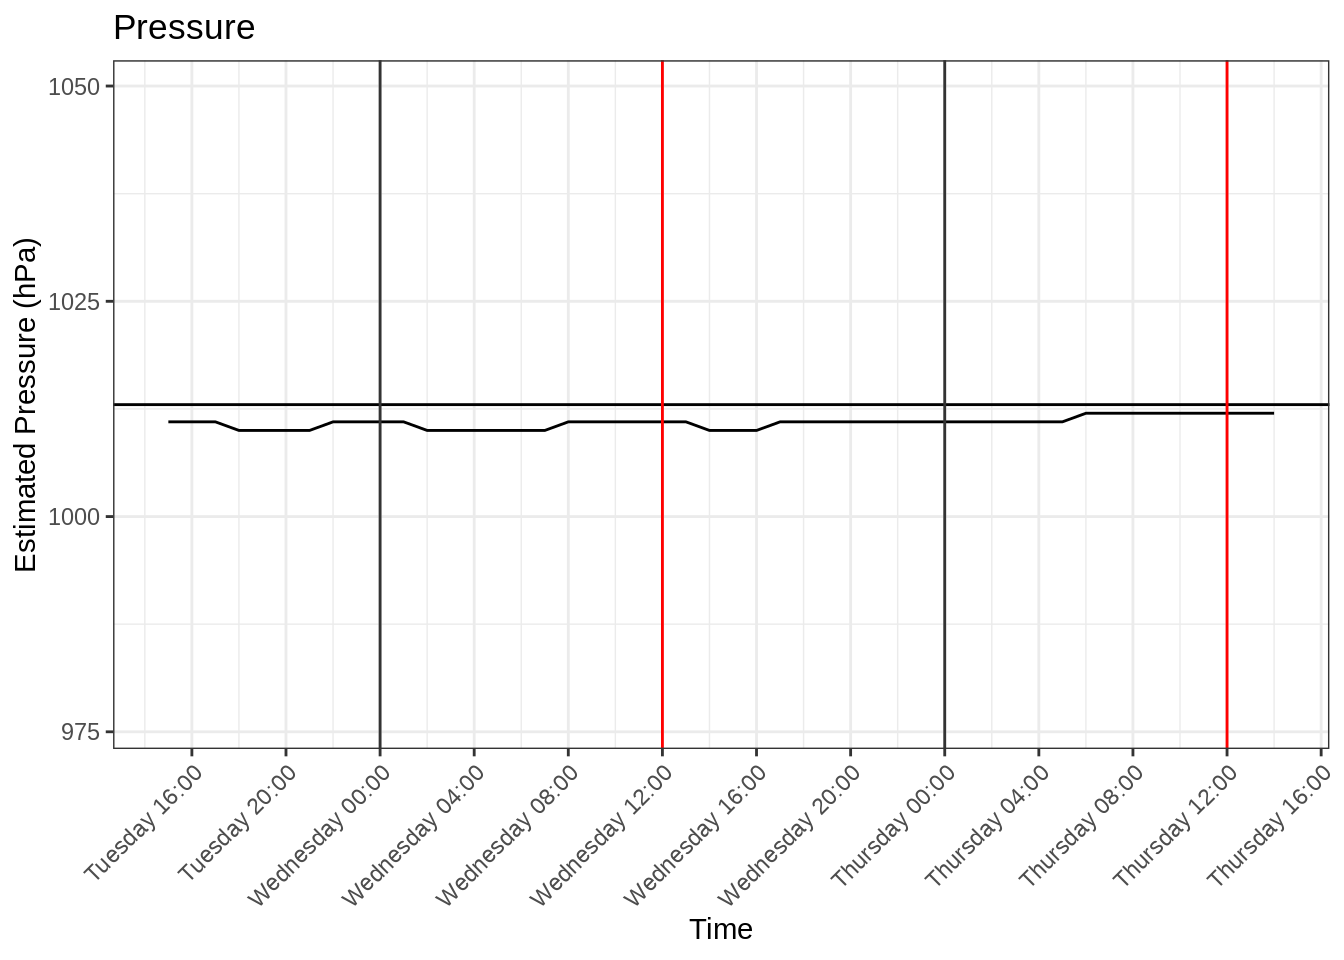 Pressure
Estimated Pressure (hPa)
1050
1025
1000
975
Tuesday 16:00
Tuesday 20:00
Wednesday 00:00
Wednesday 04:00
Wednesday 08:00
Wednesday 12:00
Wednesday 16:00
Wednesday 20:00
Thursday 00:00
Thursday 04:00
Thursday 08:00
Thursday 12:00
Thursday 16:00
Time